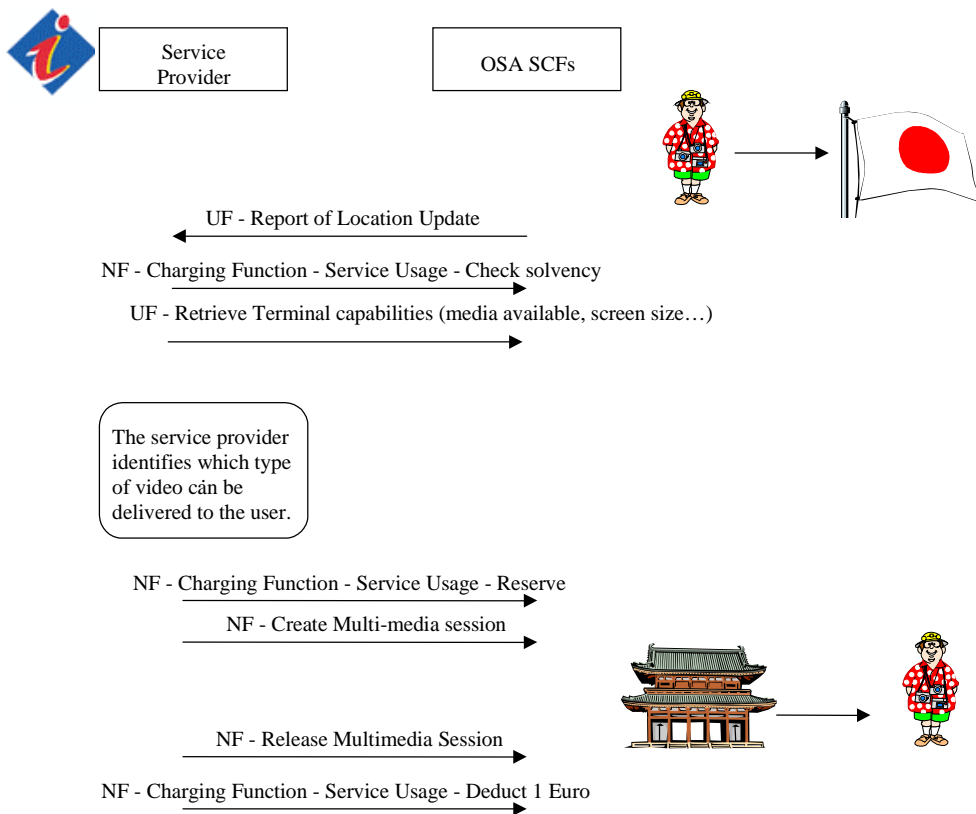 i
Service
Provider
OSA SCFs
UF - Report of Location Update
NF - Charging Function - Service Usage - Check solvency
UF - Retrieve Terminal capabilities (media available, screen size…)
The service provider
identifies which type
of video can be
delivered to the user.
NF - Charging Function - Service Usage - Reserve
NF - Create Multi-media session
NF - Release Multimedia Session
NF - Charging Function - Service Usage - Deduct 1 Euro